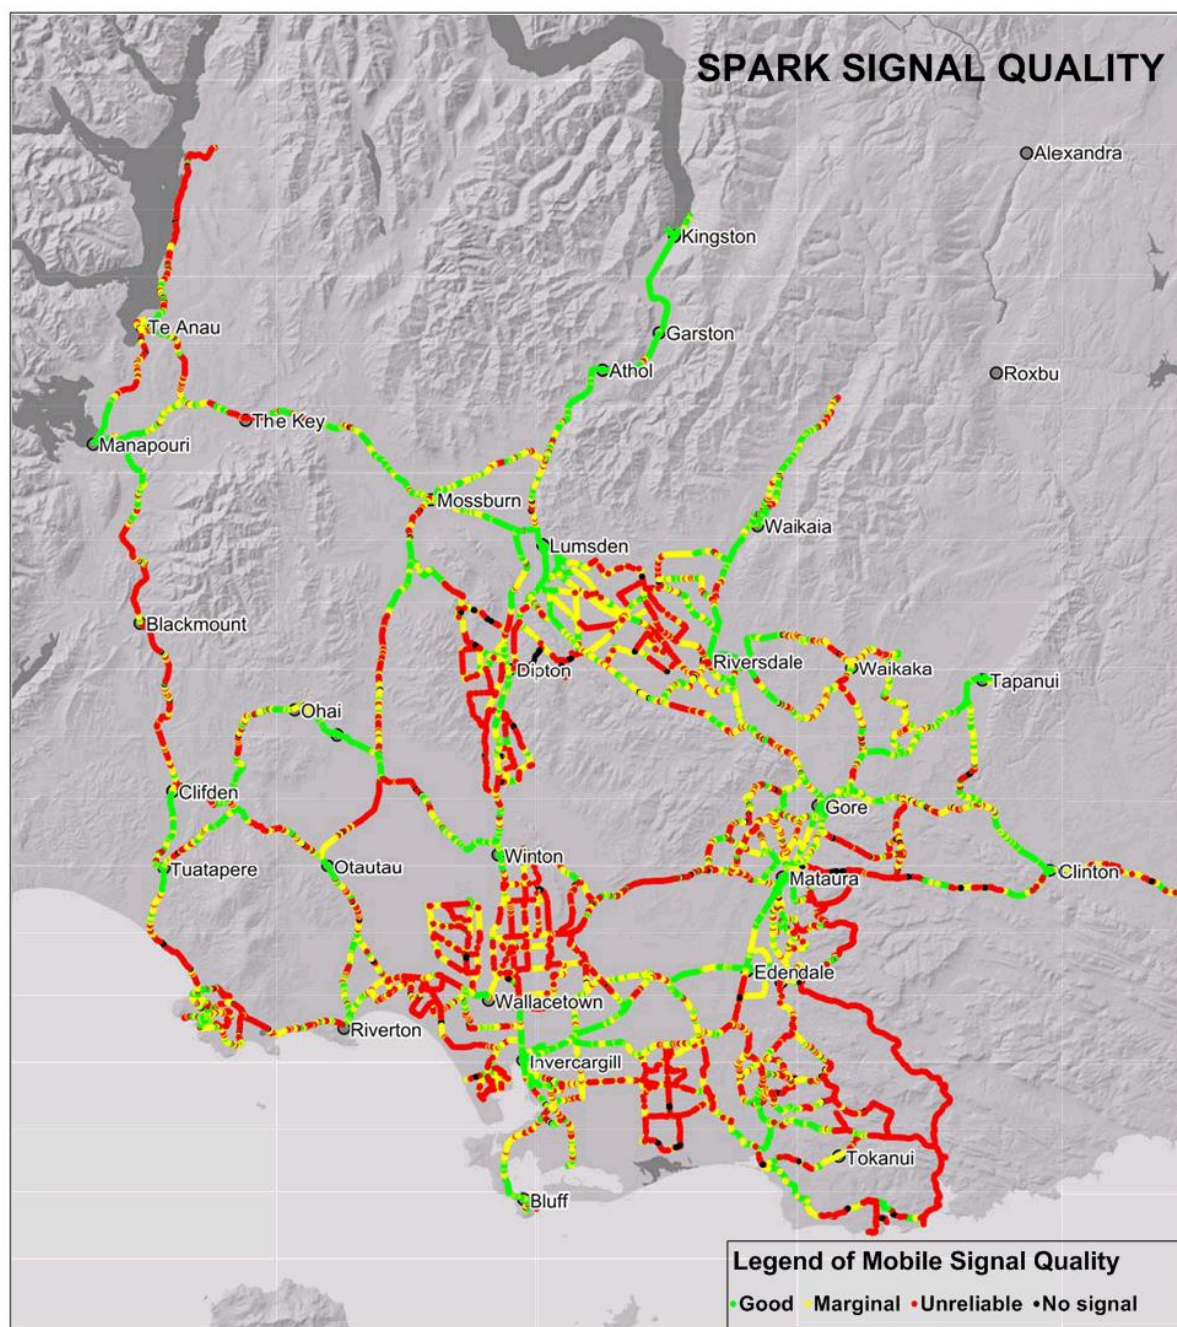 SPARK SIGNAL QUALITY
Alexandra
Kingston
Te Anau
Garston
Athol
Roxbu
The Key
Manapouri
Mossburn
Waikaia
Lumsden
Blackmount
Dipton
Riversdale
Waikaka
Tapanui
Ohai
Clifden
Gore
Winton
Tuatapere
Otautau
Mataura
Clinton
Edendale
Wallacetown
Riverton
Invercargill
Tokanui
Bluff
Legend of Mobile Signal Quality
Good Marginal Unreliable No signal